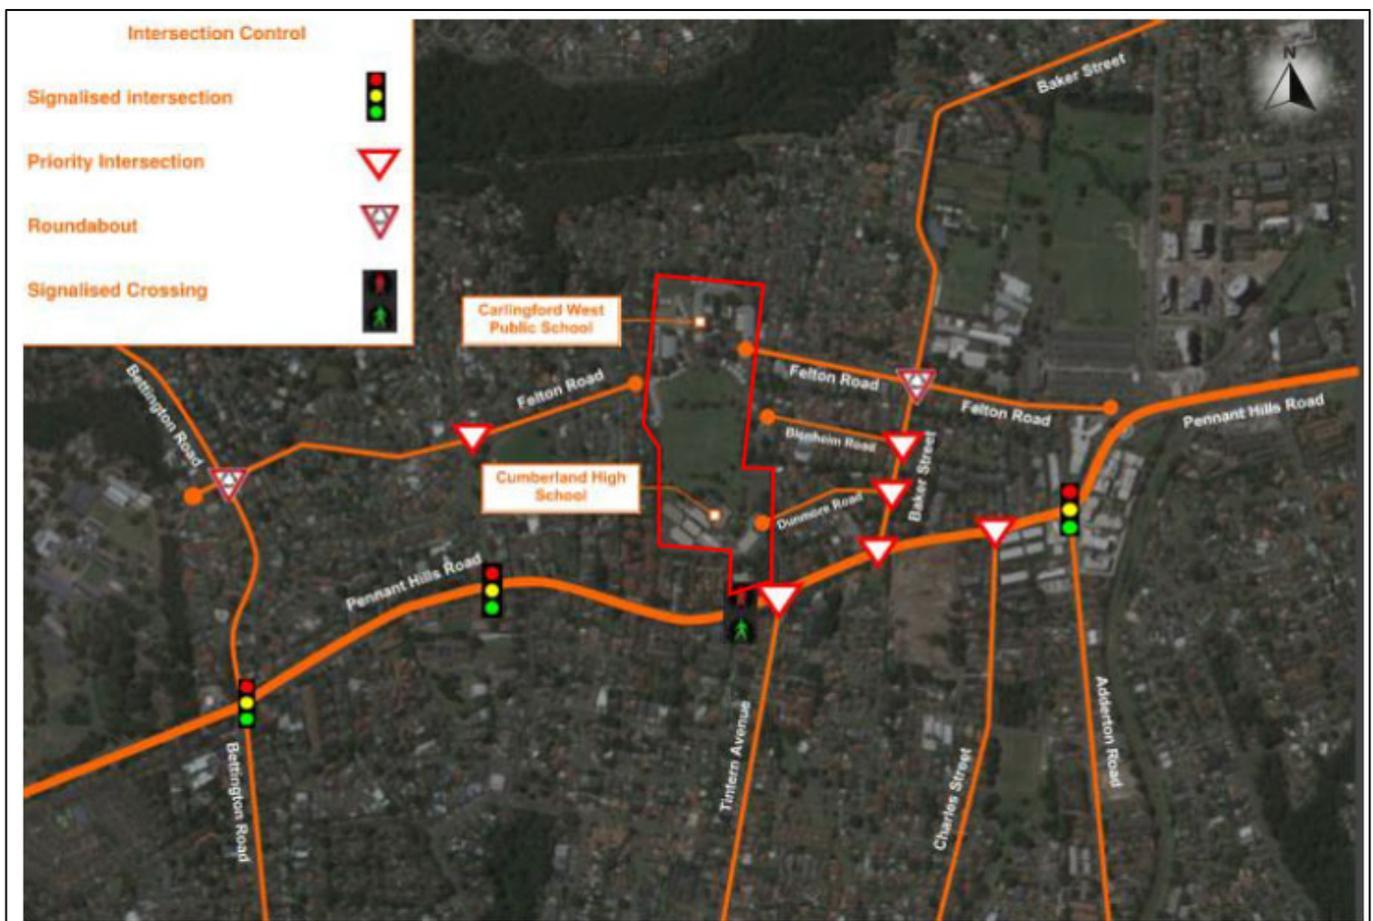 Intersection Control
Signalised intersection
Priority Intersection
Roundabout
Signalised Crossing
N
Baker Street
Carlingford West
Public School
Bettington Road
Felton Road
Felton Road
Felton Road
Pennant Hills Road
Blenheim Road
Baker Street
Cumberland High
School
Dunmore Road
Pennant Hills Road
Bettington Road
Tintern Avenue
Charles Street
Adderton Road